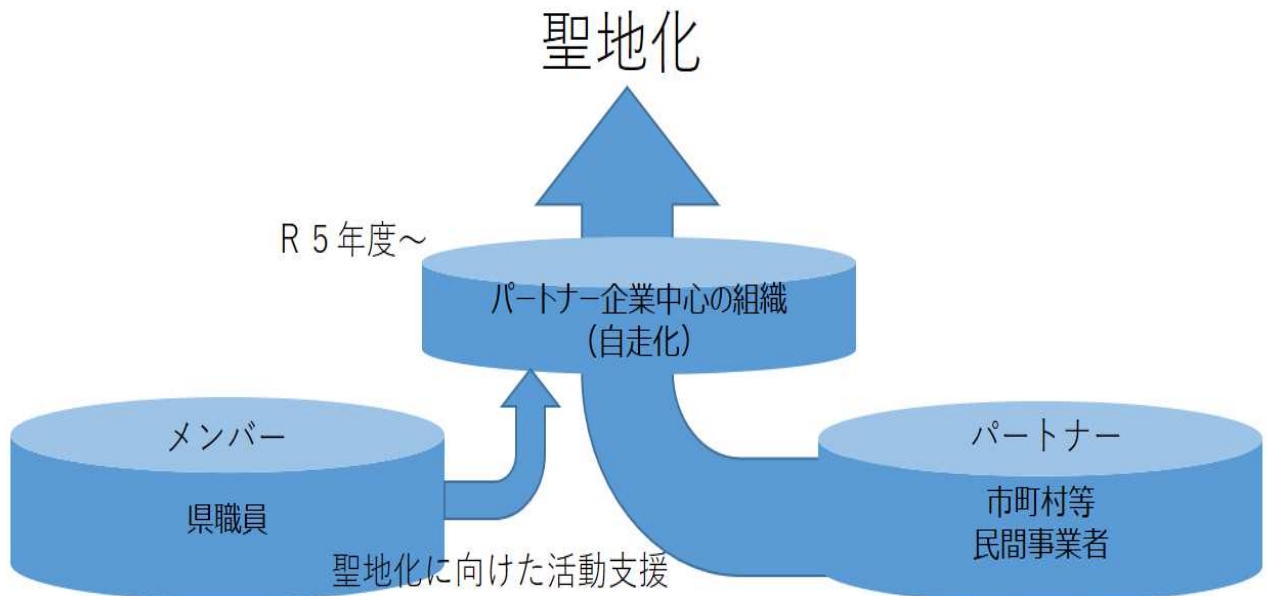 聖地化
R５年度～
パートナー企業中心の組織
(自走化)
メンバー
県職員
聖地化に向けた活動支援
パートナー
市町村等
民間事業者